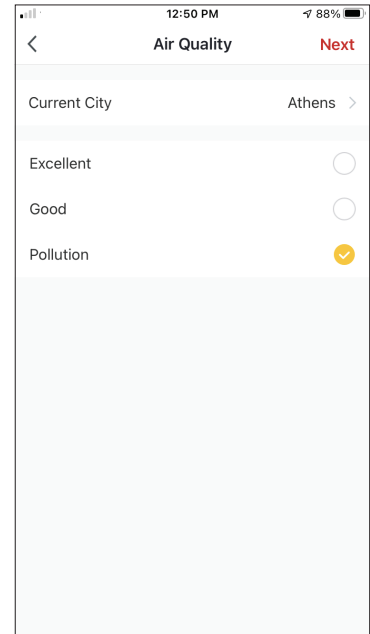 12:50 PM 88%
Air Quality Next
Current City Athens
Excellent
Good
Pollution